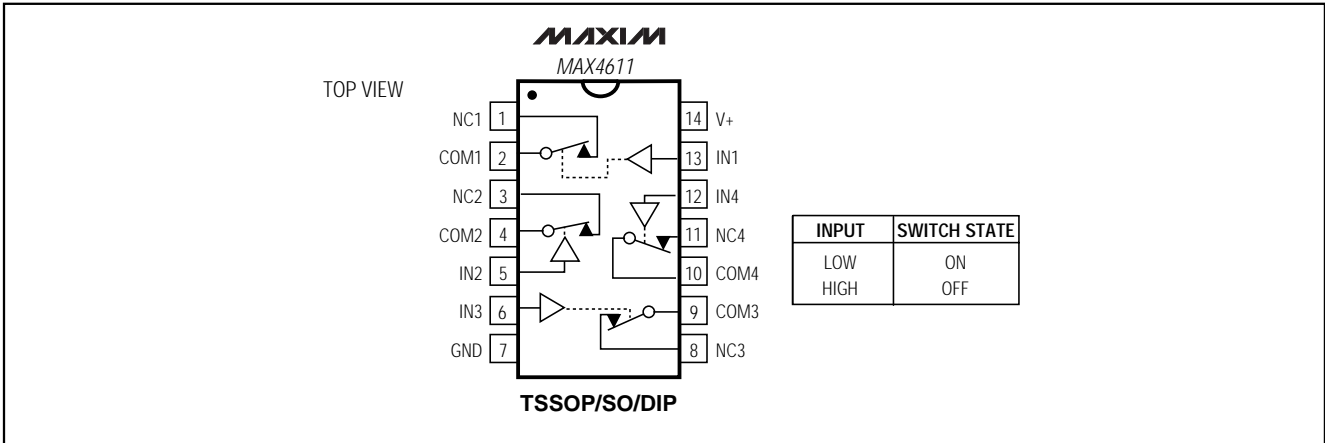 MAXIM
MAX4611
TOP VIEW
NC1 1
COM1 2
NC2 3
COM2 4
IN2 5
IN3 6
GND 7
14 V+
13 IN1
12 IN4
11 NC4
10 COM4
9 COM3
8 NC3
TSSOP/SO/DIP
INPUT SWITCH STATE
LOW ON
HIGH OFF